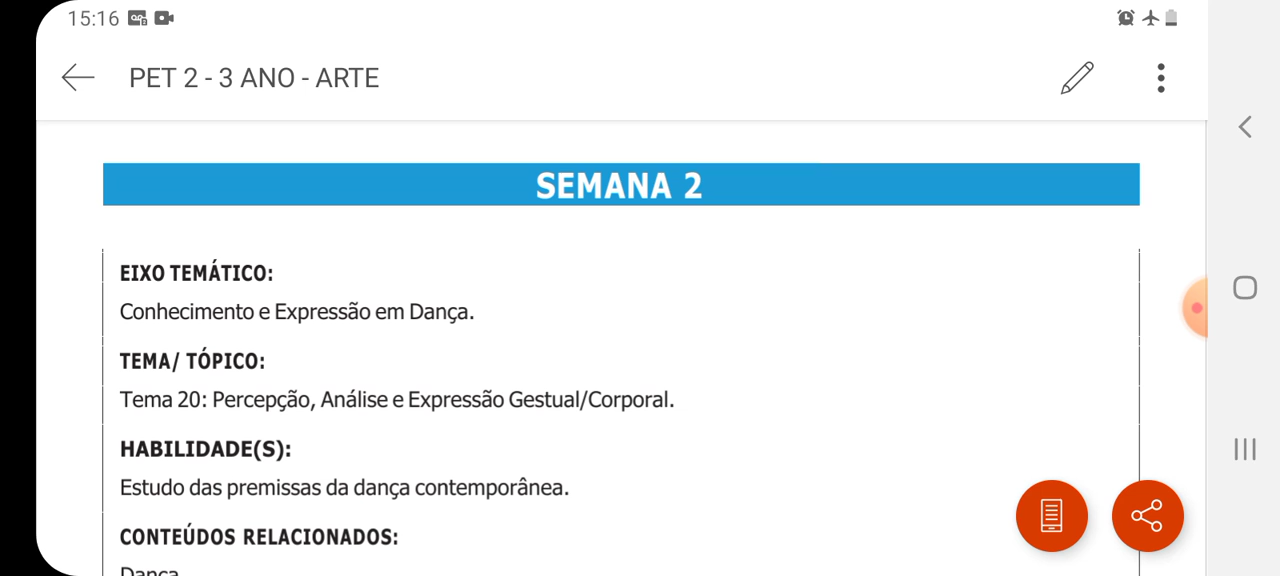 15:16
PET 2 - 3 ANO - ARTE
SEMANA 2
EIXO TEMÁTICO:
Conhecimento e Expressão em Dança.
TEMA/ TÓPICO:
Tema 20: Percepção, Análise e Expressão Gestual/Corporal.
HABILIDADE(S):
Estudo das premissas da dança contemporânea.
CONTEÚDOS RELACIONADOS:
Dança